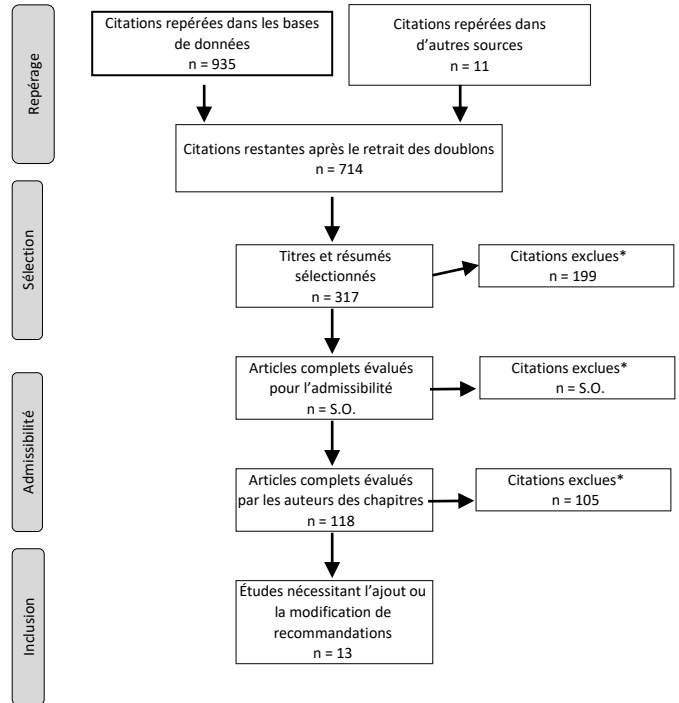 Repérage
Citations repérées dans les bases
de données
n = 935
Citations repérées dans
d'autres sources
n = 11
Citations restantes après le retrait des doublons
n = 714
Sélection
Titres et résumés
sélectionnés
n = 317
Citations exclues*
n = 199
Admissibilité
Articles complets évalués
pour l'admissibilité
n = S.O.
Citations exclues*
n = S.O.
Articles complets évalués
par les auteurs des chapitres
n = 118
Citations exclues*
n = 105
Inclusion
Études nécessitant l'ajout ou
la modification de
recommandations
n = 13